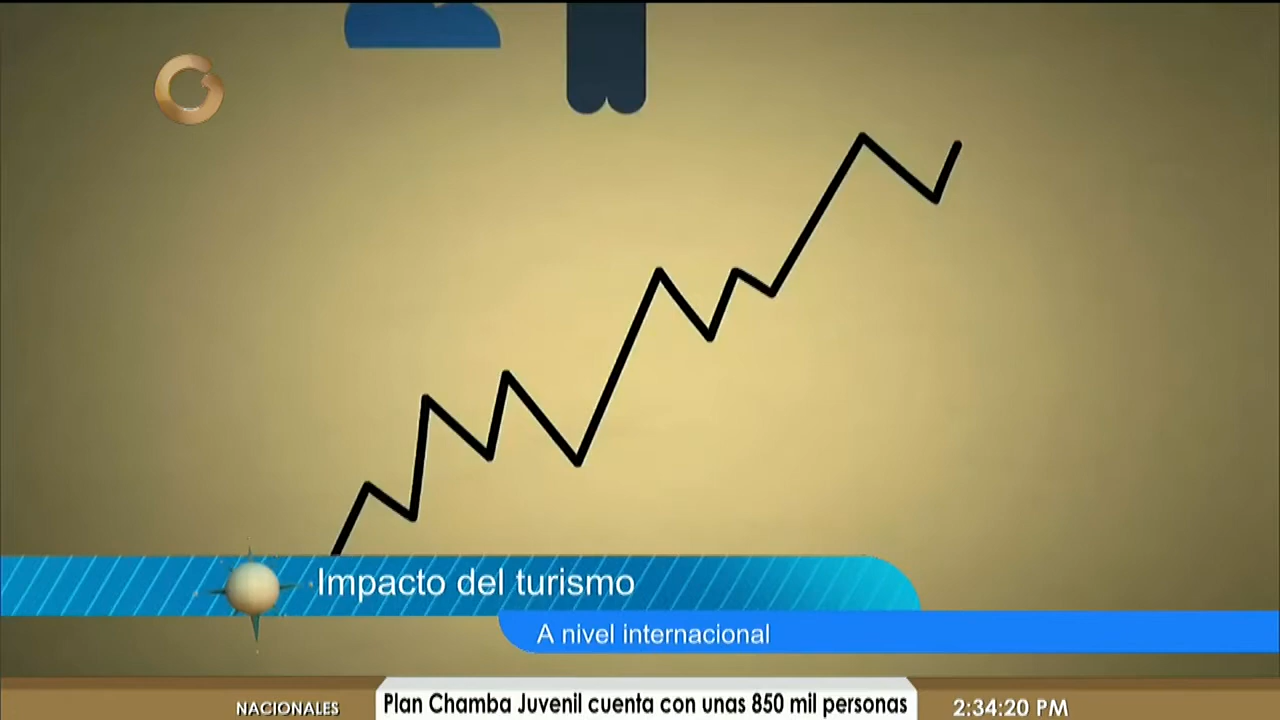 Impacto del turismo
A nivel internacional
NACIONALES Plan Chamba Juvenil cuenta con unas 850 mil personas 2:34:20 PM